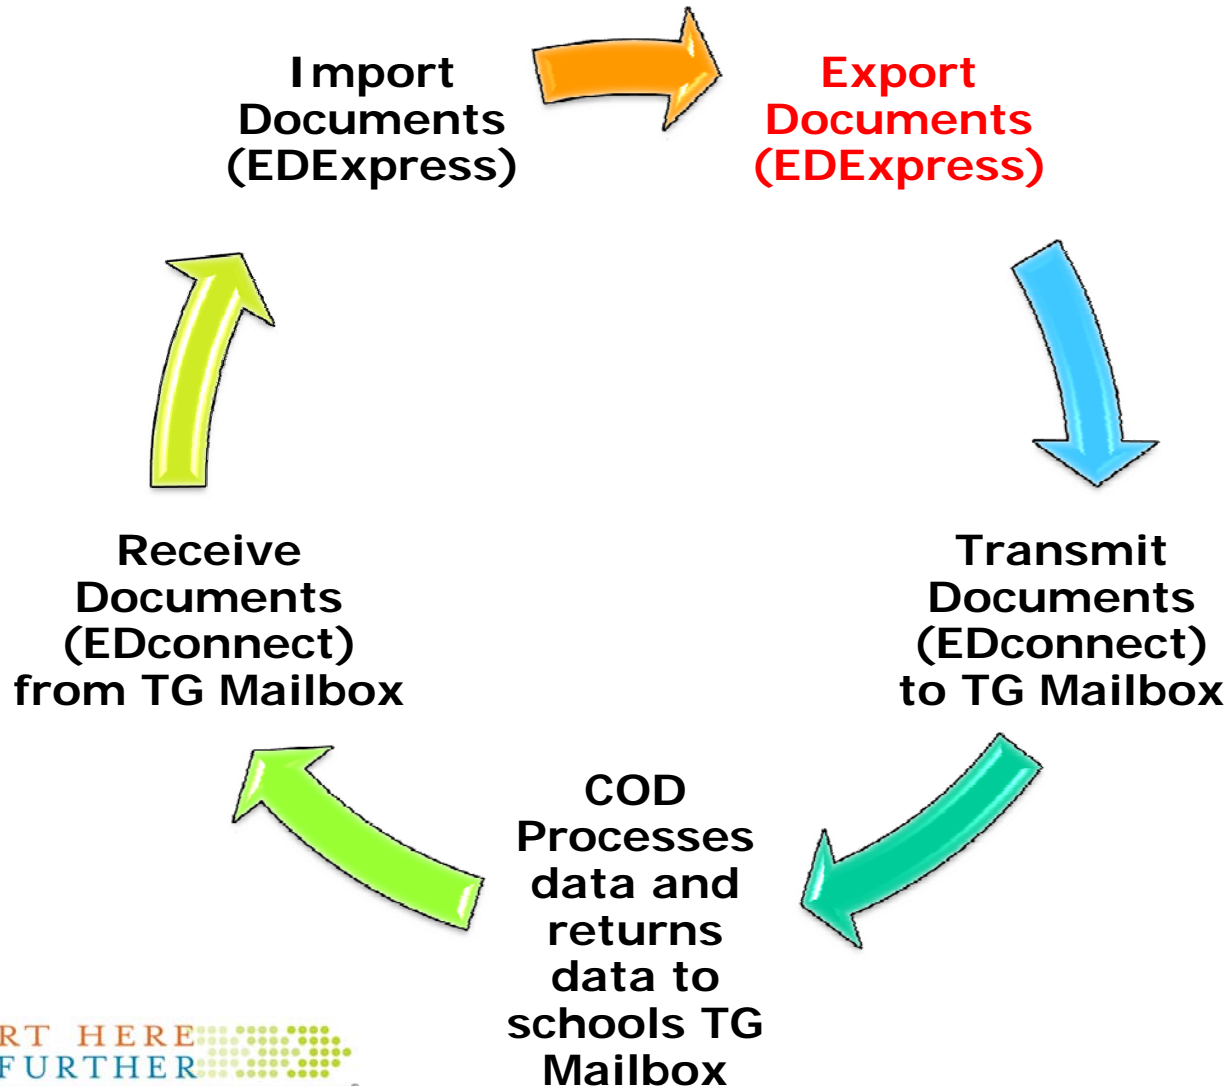 Import
Documents
(EDExpress)
Export
Documents
(EDExpress)
Transmit
Documents
(EDconnect)
to TG Mailbox
COD
Processes
data and
returns
data to
schools TG
Mailbox
Receive
Documents
(EDconnect)
from TG Mailbox
RT HERE
FURTHER